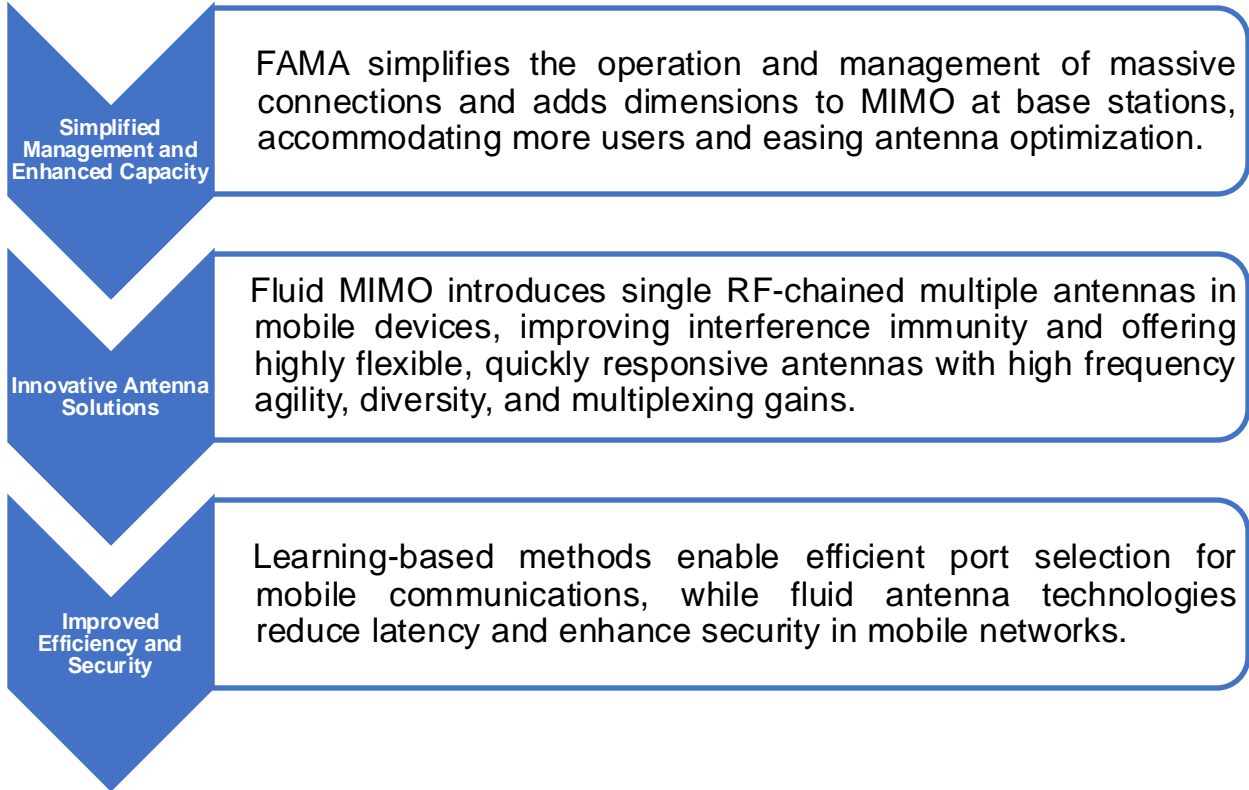 Simplified
Management and
Enhanced Capacity
FAMA simplifies the operation and management of massive
connections and adds dimensions to MIMO at base stations,
accommodating more users and easing antenna optimization.
Innovative Antenna
Solutions
Fluid MIMO introduces single RF-chained multiple antennas in
mobile devices, improving interference immunity and offering
highly flexible, quickly responsive antennas with high frequency
agility, diversity, and multiplexing gains.
Improved
Efficiency and
Security
Learning-based methods enable efficient port selection for
mobile communications, while fluid antenna technologies
reduce latency and enhance security in mobile networks.